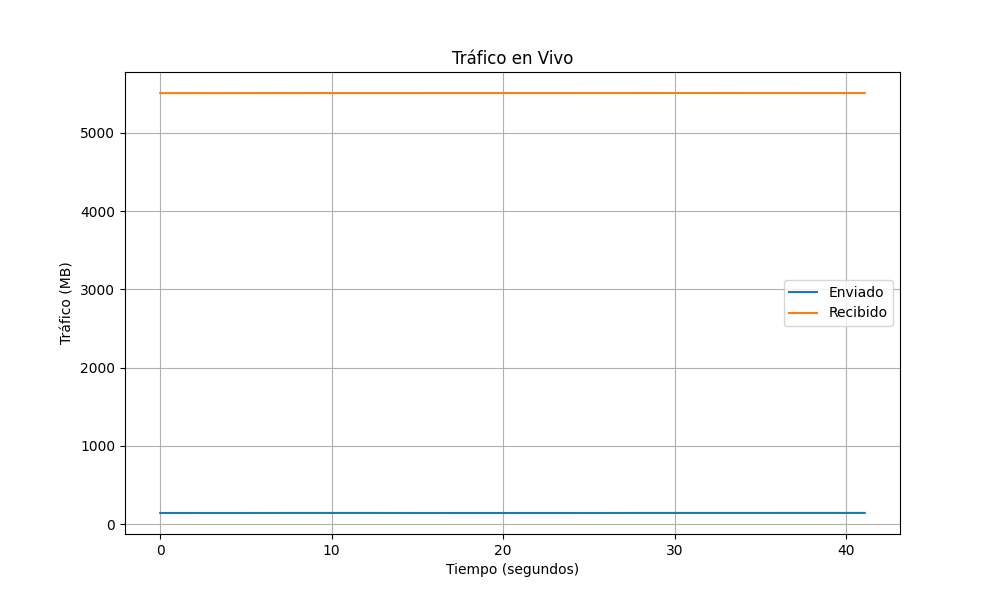 Tráfico en Vivo
Tráfico (MB)
5000
4000
3000
2000
1000
0
Enviado
Recibido
0 10 20 30 40
Tiempo (segundos)